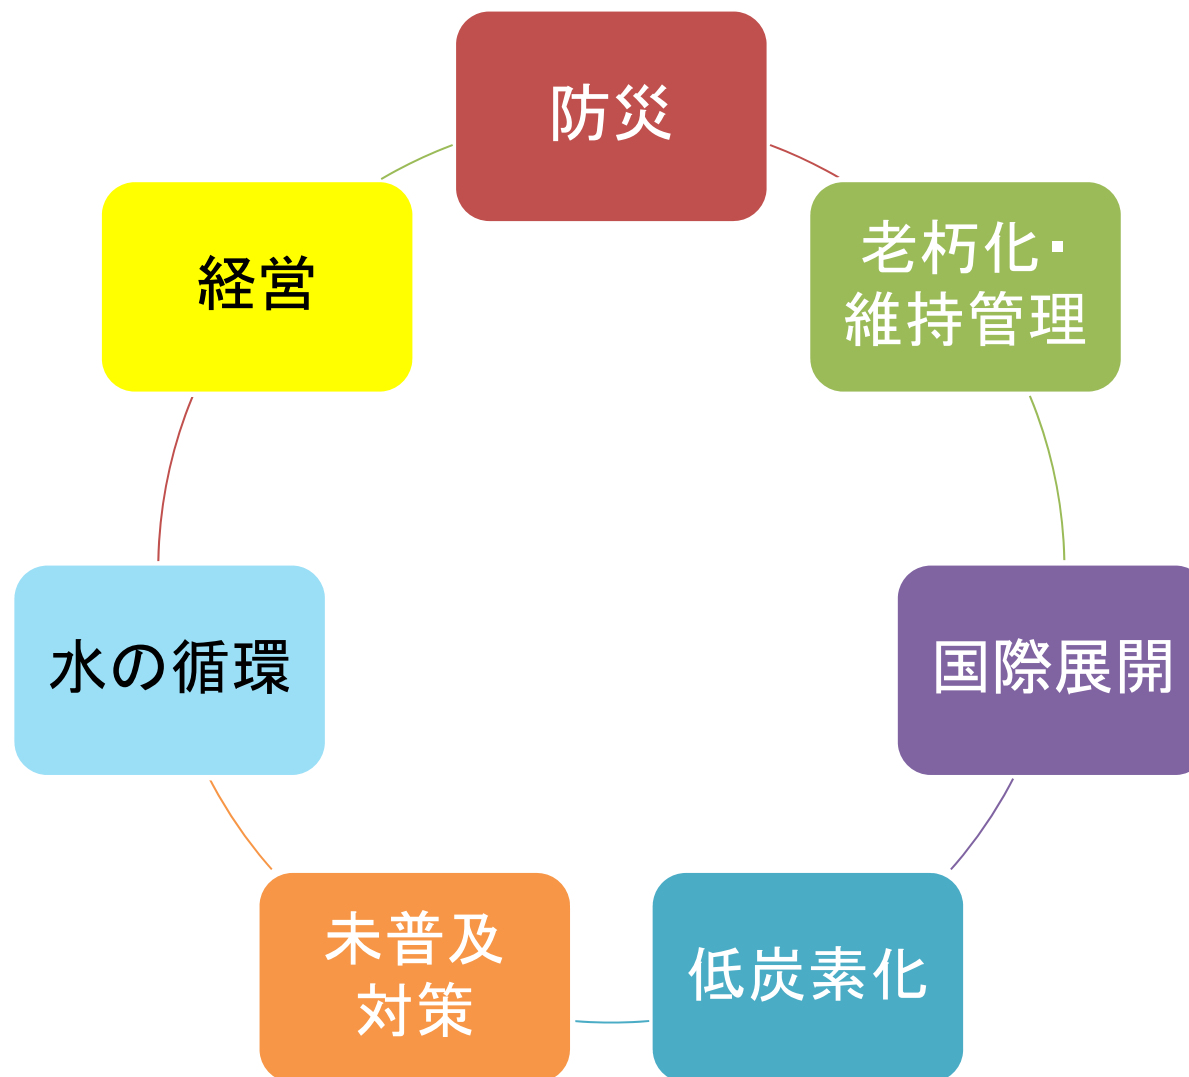 防災
老朽化・
維持管理
国際展開
低炭素化
未普及
対策
水の循環
経営